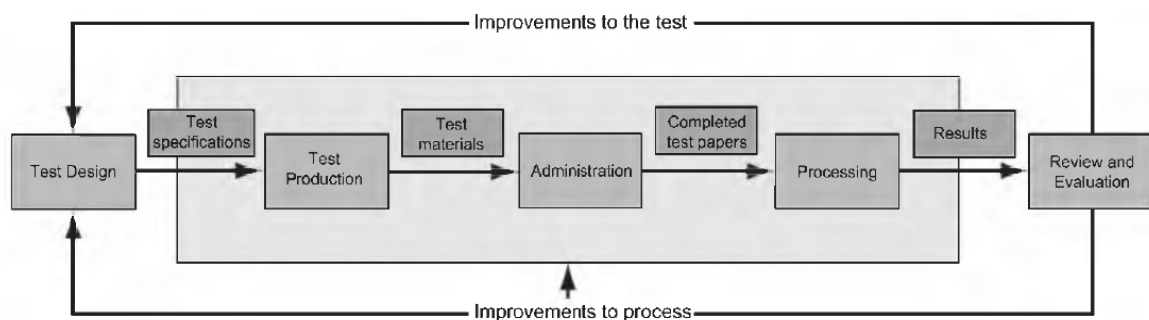 Improvements to the test
Test
specifications
Test
materials
Completed
test papers
Results
Test Design
Test
Production
Administration
Processing
Review and
Evaluation
Improvements to process